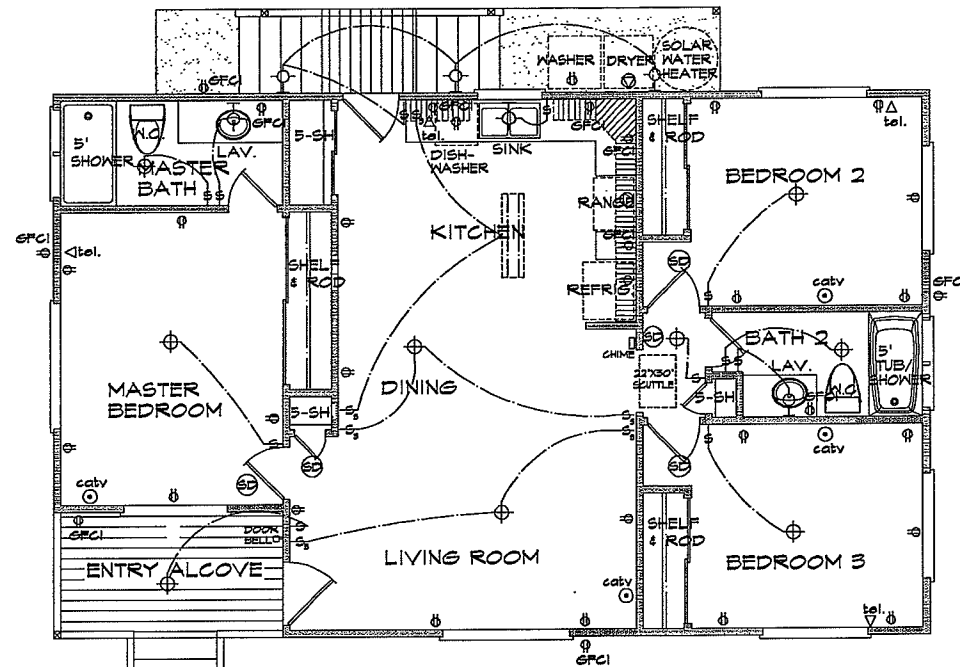 SOLAR
WATER
HEATER
WASHER
DRYER
GFCI
GFCI
GFCI
GFCI
tel.
tel.
5'
SHOWER
W.C.
LAV.
MASTER
BATH
5-SH
DISH-
WASHER
SINK
SHELF
& ROD
BEDROOM 2
GFCI
RANGE
GFCI
KITCHEN
GFCI
tel.
SHELF
& ROD
SD
REFRIG
catv
GFCI
SD
CHIME
BATH 2
22"X30"
SCUTTLE
LAV.
W.C.
5'
TUB/
SHOWER
GFCI
5-SH
MASTER
BEDROOM
DINING
5-SH
SD
SD
SD
catv
catv
GFCI
DOOR
BELL
SHELF
& ROD
ENTRY ALCOVE
LIVING ROOM
BEDROOM 3
catv
tel.
GFCI